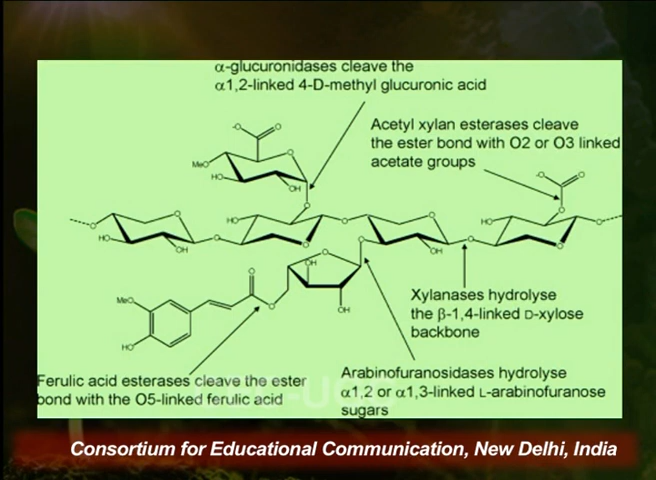 α-glucuronidases cleave the
α1,2-linked 4-D-methyl glucuronic acid
Acetyl xylan esterases cleave
the ester bond with O2 or O3 linked
acetate groups
-O
O
MeO
O
HO
OH
O
-O
O
O
O
O
HO
O
O
HO
O
HO
OH
O
O
O
OH
O
O
O
OH
O
MeO
O
OH
HO
Xylanases hydrolyse
the β-1,4-linked D-xylose
backbone
Ferulic acid esterases cleave the ester
bond with the O5-linked ferulic acid
Arabinofuranosidases hydrolyse
α1,2 or α1,3-linked L-arabinofuranose
sugars
Consortium for Educational Communication, New Delhi, India